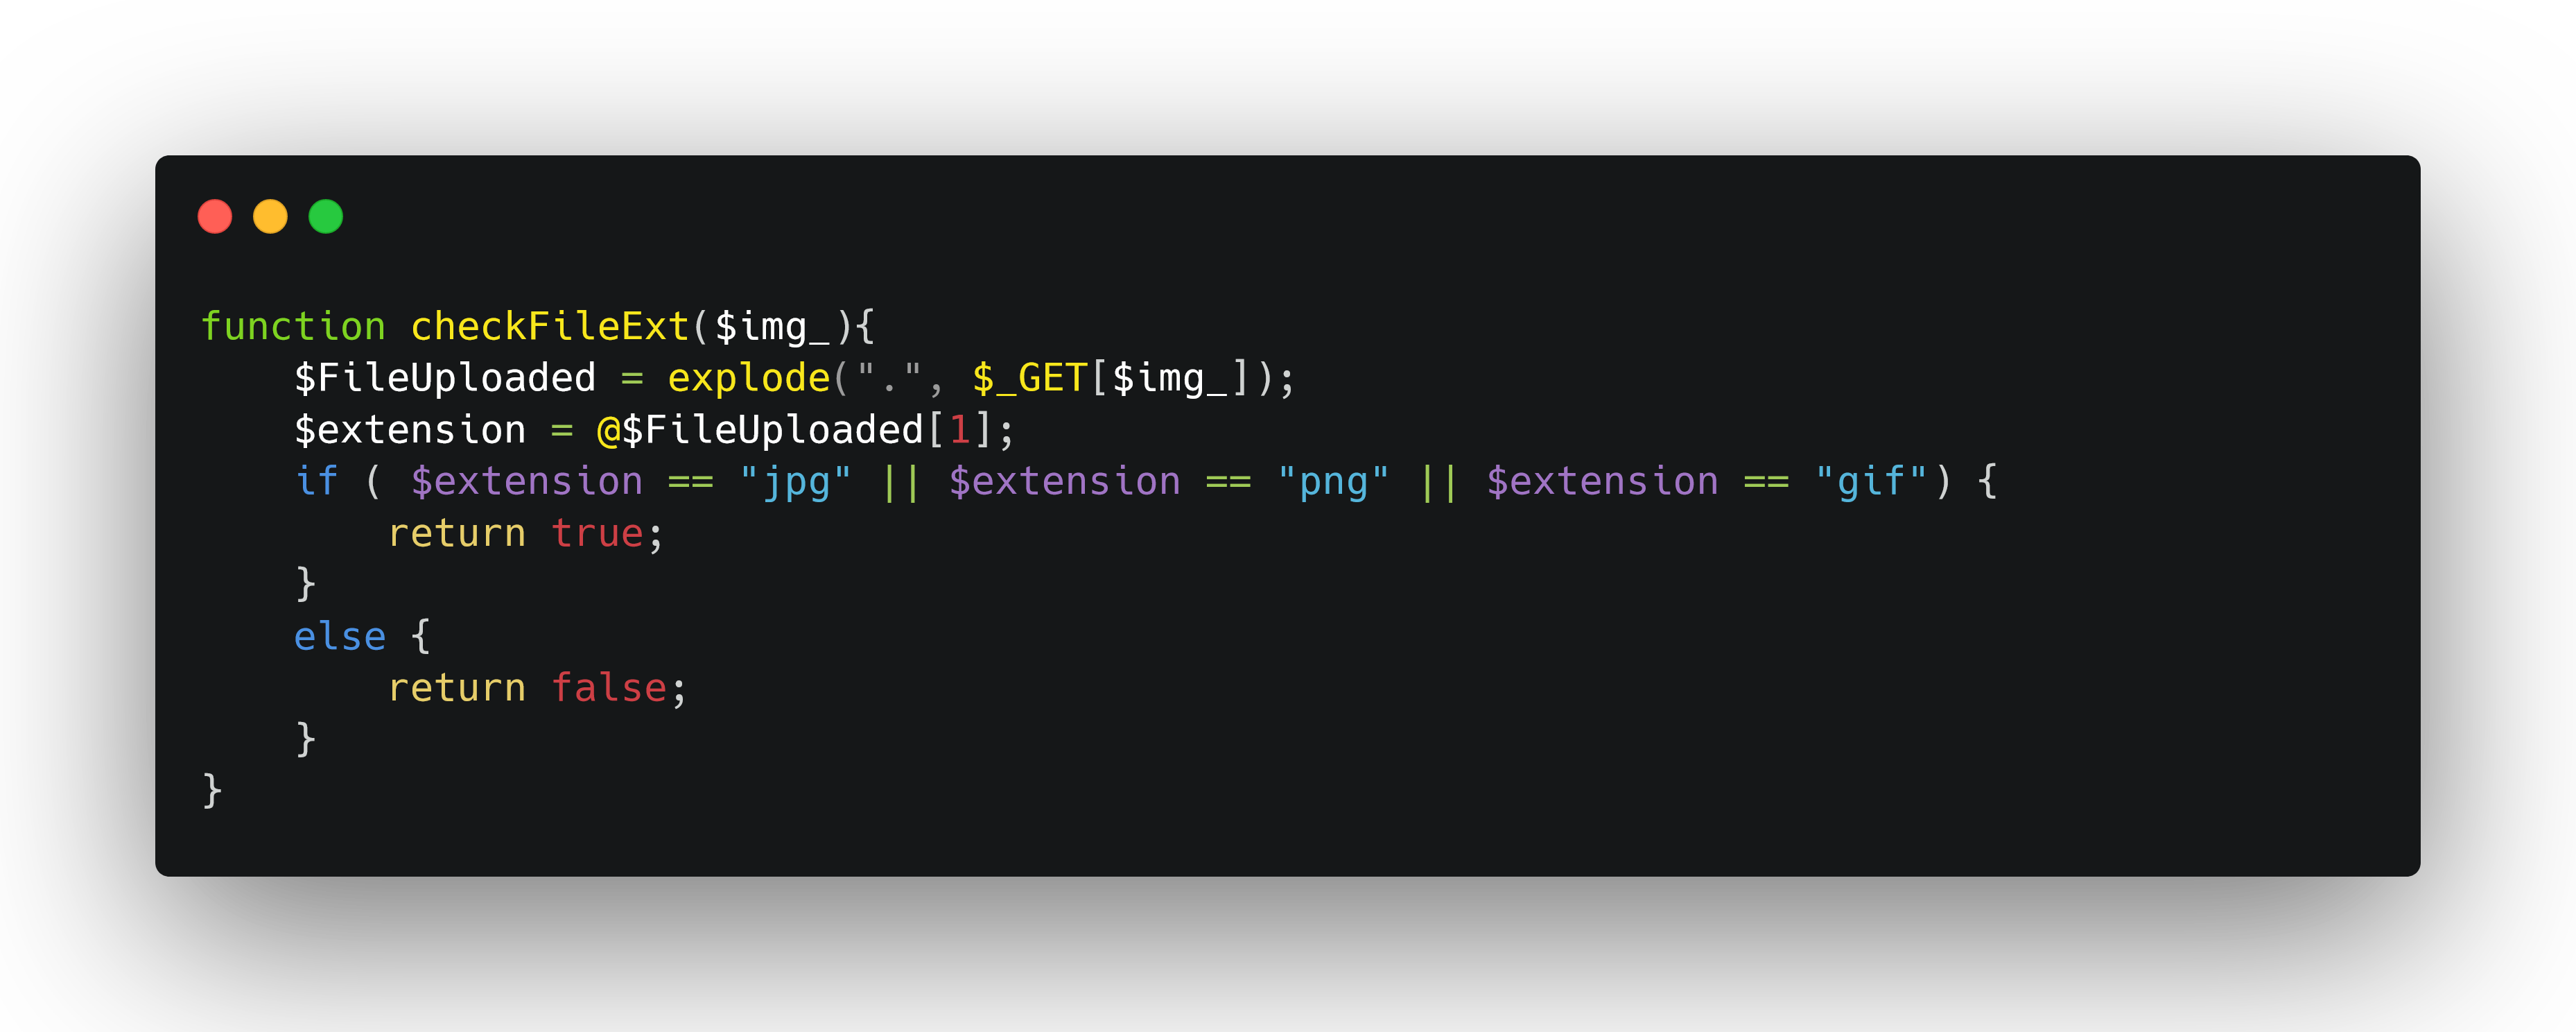 function checkFileExt($img_){
    $FileUploaded = explode(".", $_GET[$img_]);
    $extension = @$FileUploaded[1];
    if ( $extension == "jpg" || $extension == "png" || $extension == "gif") {
        return true;
    }
    else {
        return false;
    }
}